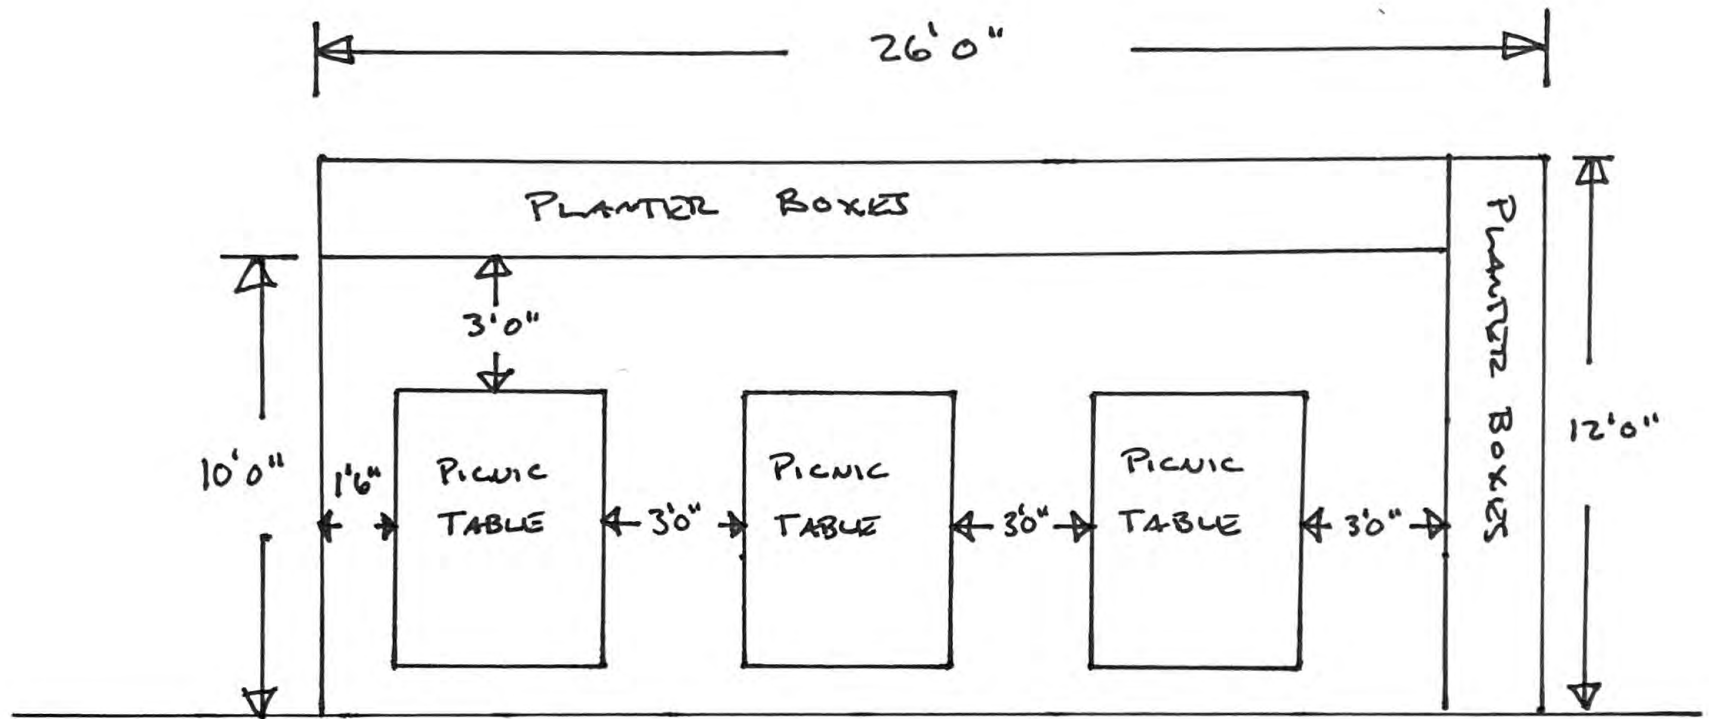 26'0"
PLANTER BOXES
PLANTER BOXES
3'0"
10'0"
12'0"
1'6"
PICNIC
TABLE
3'0"
PICNIC
TABLE
3'0"
PICNIC
TABLE
3'0"